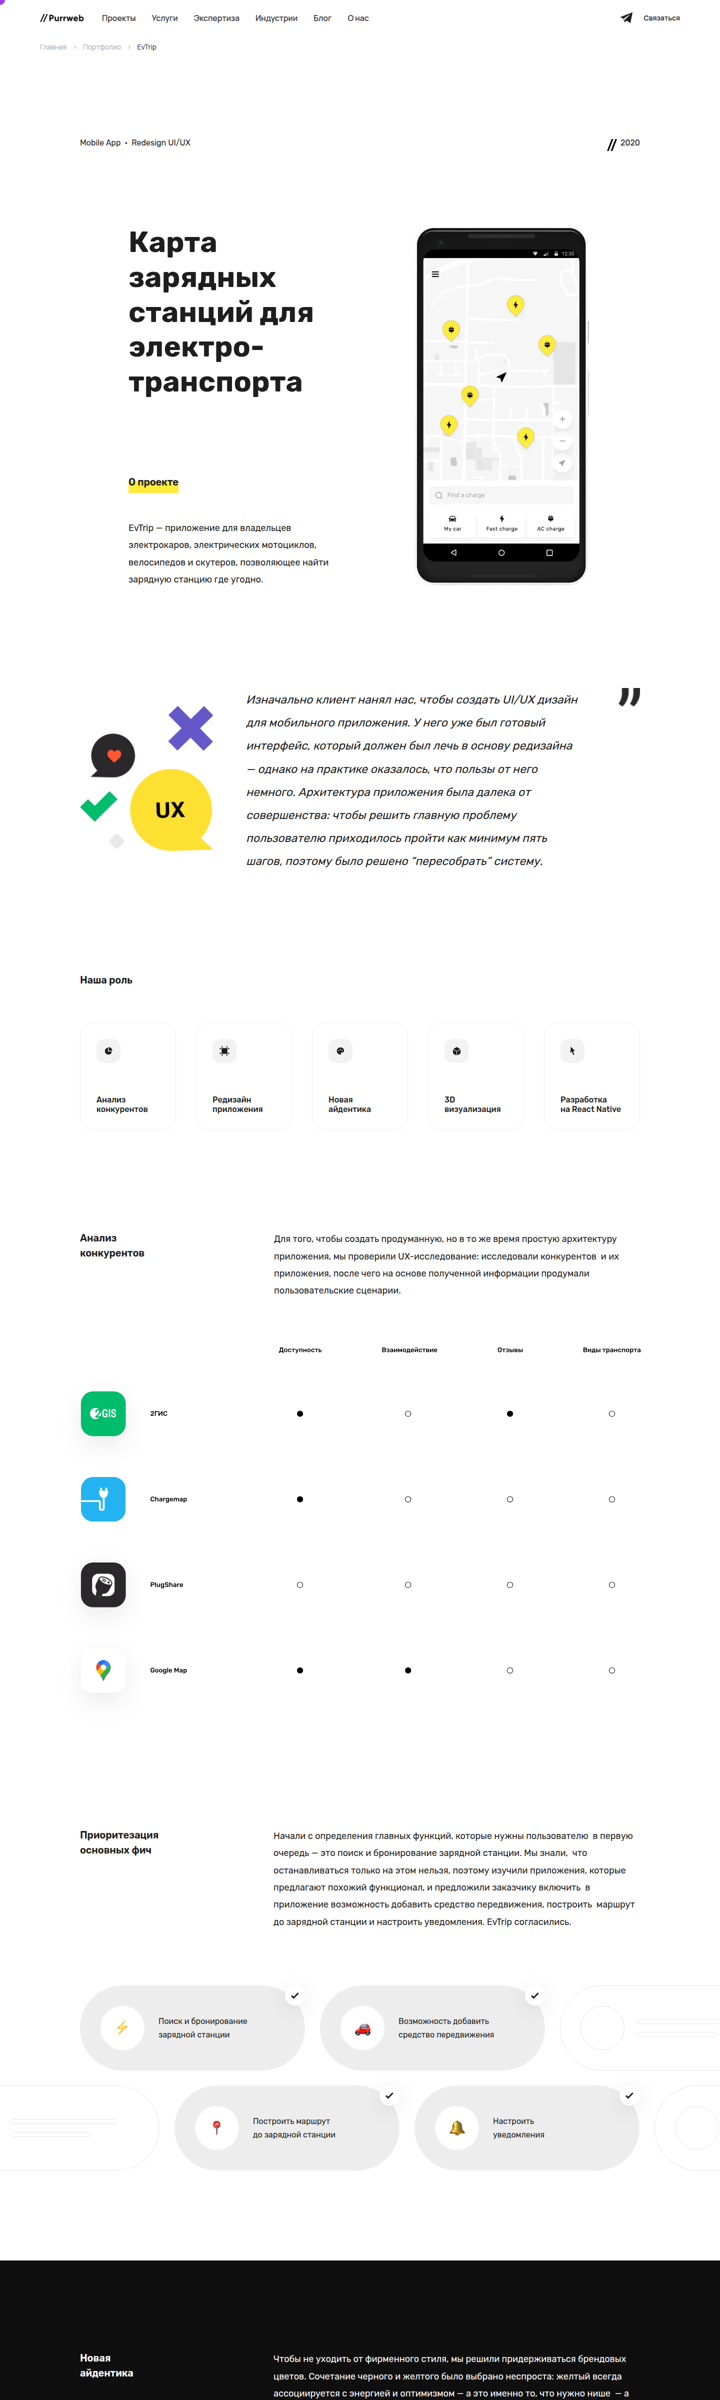 //Purrweb Проекты Услуги Экспертиза Индустрии Блог О нас Связаться
Главная › Портфолио › EvTrip
Mobile App • Redesign UI/UX
// 2020
Карта
зарядных
станций для
электро-
транспорта
О проекте
EvTrip — приложение для владельцев
электрокаров, электрических мотоциклов,
велосипедов и скутеров, позволяющее найти
зарядную станцию где угодно.
12:30
Find a charge
My car Fast charge AC charge
UX
Изначально клиент нанял нас, чтобы создать UI/UX дизайн
для мобильного приложения. У него уже был готовый
интерфейс, который должен был лечь в основу редизайна
— однако на практике оказалось, что пользы от него
немного. Архитектура приложения была далека от
совершенства: чтобы решить главную проблему
пользователю приходилось пройти как минимум пять
шагов, поэтому было решено “пересобрать” систему.
”
Наша роль
Анализ
конкурентов
Редизайн
приложения
Новая
айдентика
3D
визуализация
Разработка
на React Native
Анализ
конкурентов
Для того, чтобы создать продуманную, но в то же время простую архитектуру
приложения, мы проверили UX-исследование: исследовали конкурентов и их
приложения, после чего на основе полученной информации продумали
пользовательские сценарии.
Доступность Взаимодействие Отзывы Виды транспорта
2GIS
2ГИС
Chargemap
PlugShare
Google Map
Приоритезация
основных фич
Начали с определения главных функций, которые нужны пользователю в первую
очередь — это поиск и бронирование зарядной станции. Мы знали, что
останавливаться только на этом нельзя, поэтому изучили приложения, которые
предлагают похожий функционал, и предложили заказчику включить в
приложение возможность добавить средство передвижения, построить маршрут
до зарядной станции и настроить уведомления. EvTrip согласились.
Поиск и бронирование
зарядной станции
Возможность добавить
средство передвижения
Построить маршрут
до зарядной станции
Настроить
уведомления
Новая
айдентика
Чтобы не уходить от фирменного стиля, мы решили придерживаться брендовых
цветов. Сочетание черного и желтого было выбрано неспроста: желтый всегда
ассоциируется с энергией и оптимизмом — а это именно то, что нужно нише — а